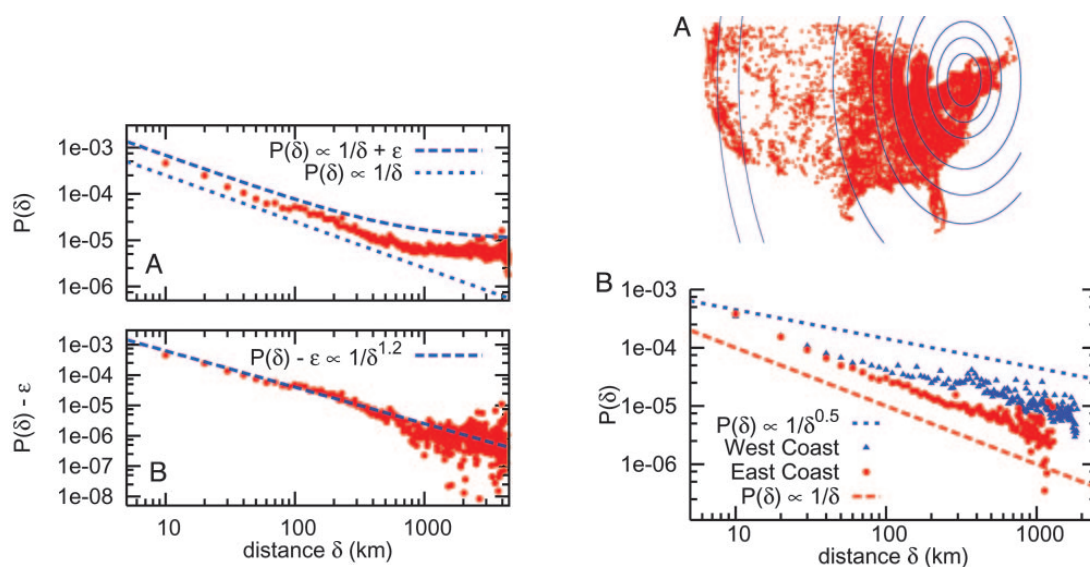 1e-03
1e-04
1e-05
1e-06
P(δ)
P(δ) ∝ 1/δ + ε
P(δ) ∝ 1/δ
A
1e-03
1e-04
1e-05
1e-06
1e-07
1e-08
P(δ) - ε
P(δ) - ε ∝ 1/δ^1.2
B
10 100 1000
distance δ (km)
A
B
1e-03
1e-04
1e-05
1e-06
P(δ)
P(δ) ∝ 1/δ^0.5
West Coast
East Coast
P(δ) ∝ 1/δ
10 100 1000
distance δ (km)